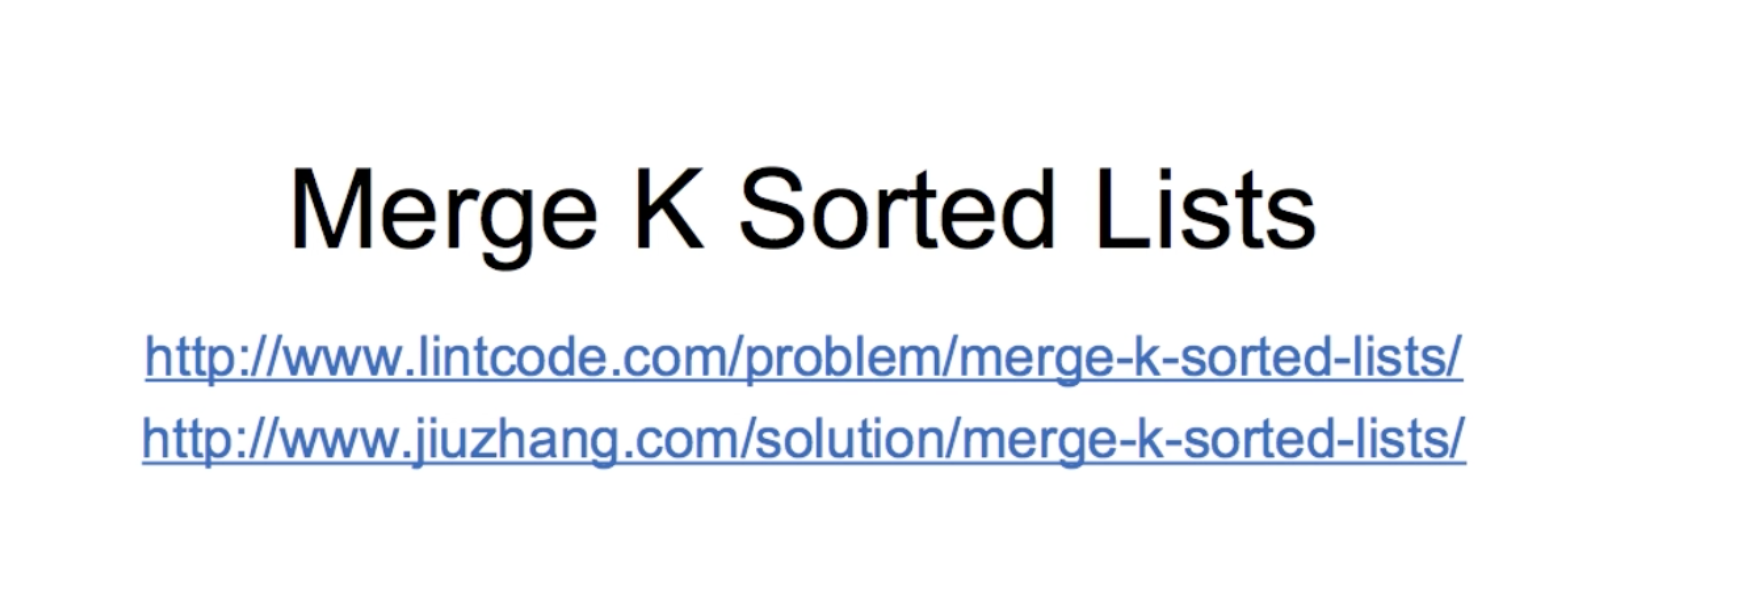 Merge K Sorted Lists
http://www.lintcode.com/problem/merge-k-sorted-lists/
http://www.jiuzhang.com/solution/merge-k-sorted-lists/